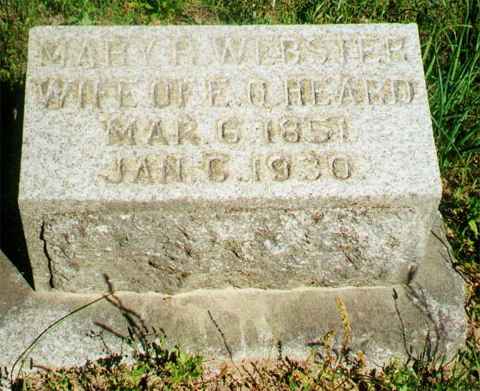 MARY H. WEBSTER
WIFE OF E. Q. HEARD
MAR. 6. 1851.
JAN. 6. 1930.